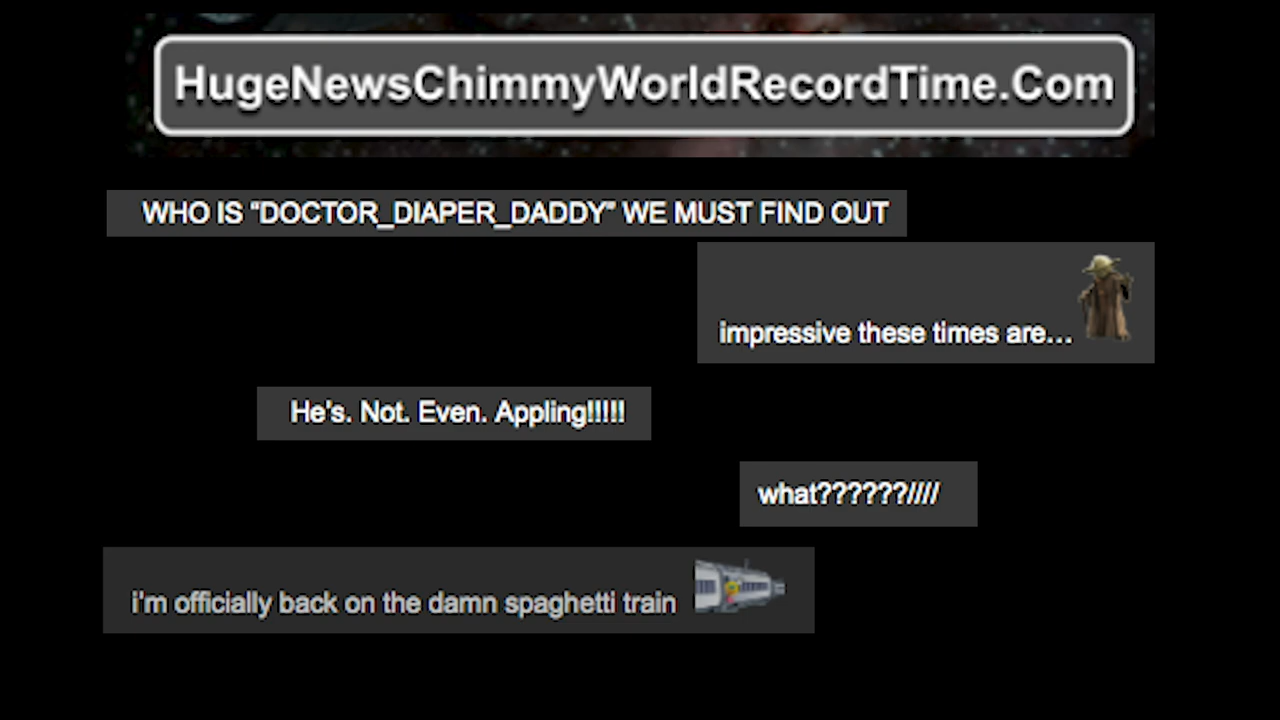 HugeNewsChimmyWorldRecordTime.Com
WHO IS “DOCTOR_DIAPER_DADDY” WE MUST FIND OUT
impressive these times are...
He's. Not. Even. Appling!!!!!
what??????////
i'm officially back on the damn spaghetti train